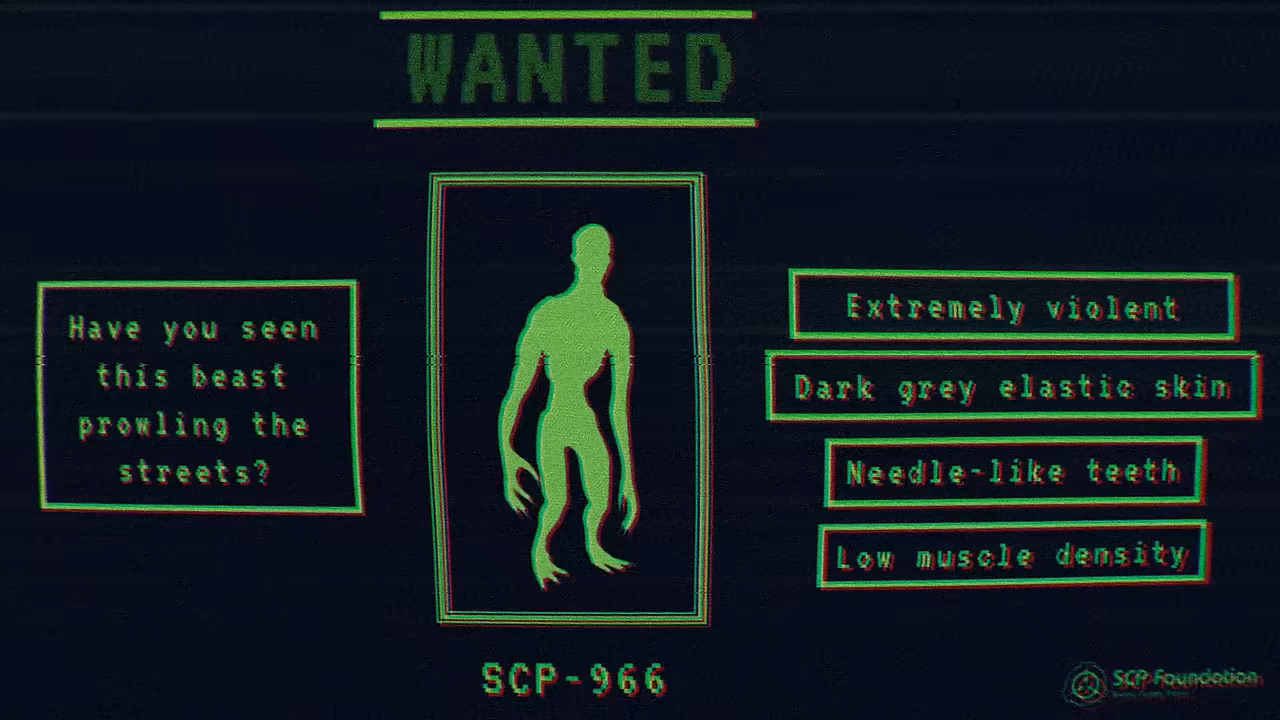 WANTED
Have you seen
this beast
prowling the
streets?
Extremely violent
Dark grey elastic skin
Needle-like teeth
Low muscle density
SCP-966
SCP Foundation